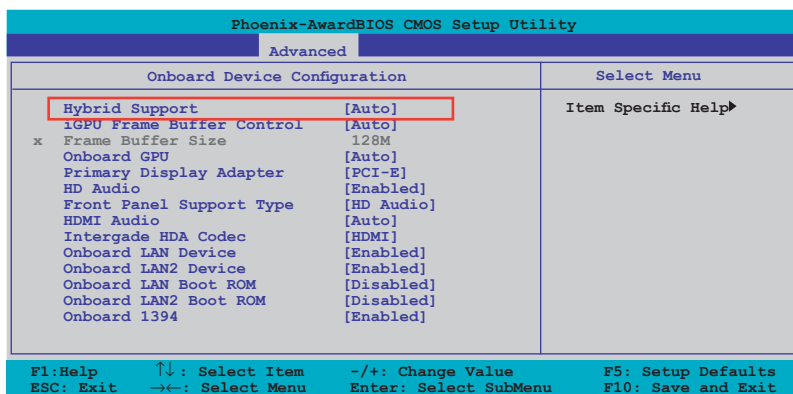 Phoenix-AwardBIOS CMOS Setup Utility
Advanced
Onboard Device Configuration Select Menu
Hybrid Support [Auto] Item Specific Help
iGPU Frame Buffer Control [Auto]
x Frame Buffer Size 128M
Onboard GPU [Auto]
Primary Display Adapter [PCI-E]
HD Audio [Enabled]
Front Panel Support Type [HD Audio]
HDMI Audio [Auto]
Intergade HDA Codec [HDMI]
Onboard LAN Device [Enabled]
Onboard LAN2 Device [Enabled]
Onboard LAN Boot ROM [Disabled]
Onboard LAN2 Boot ROM [Disabled]
Onboard 1394 [Enabled]
F1:Help ↑↓ : Select Item -/+: Change Value F5: Setup Defaults
ESC: Exit →←: Select Menu Enter: Select SubMenu F10: Save and Exit